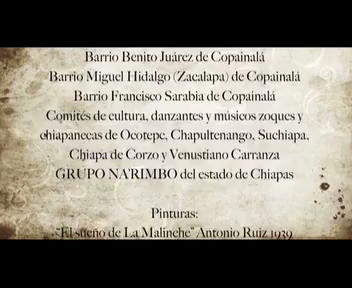 Barrio Benito Juárez de Copainalá
Barrio Miguel Hidalgo (Zacalapa) de Copainalá
Barrio Francisco Sarabia de Copainalá
Comités de cultura, danzantes y músicos zoques y
chiapanecas de Ocotepc, Chapultenango, Suchiapa,
Chiapa de Corzo y Venustiano Carranza
GRUPO NA'RIMBO del estado de Chiapas
Pinturas:
"El sueño de La Malinche" Antonio Ruiz 1939